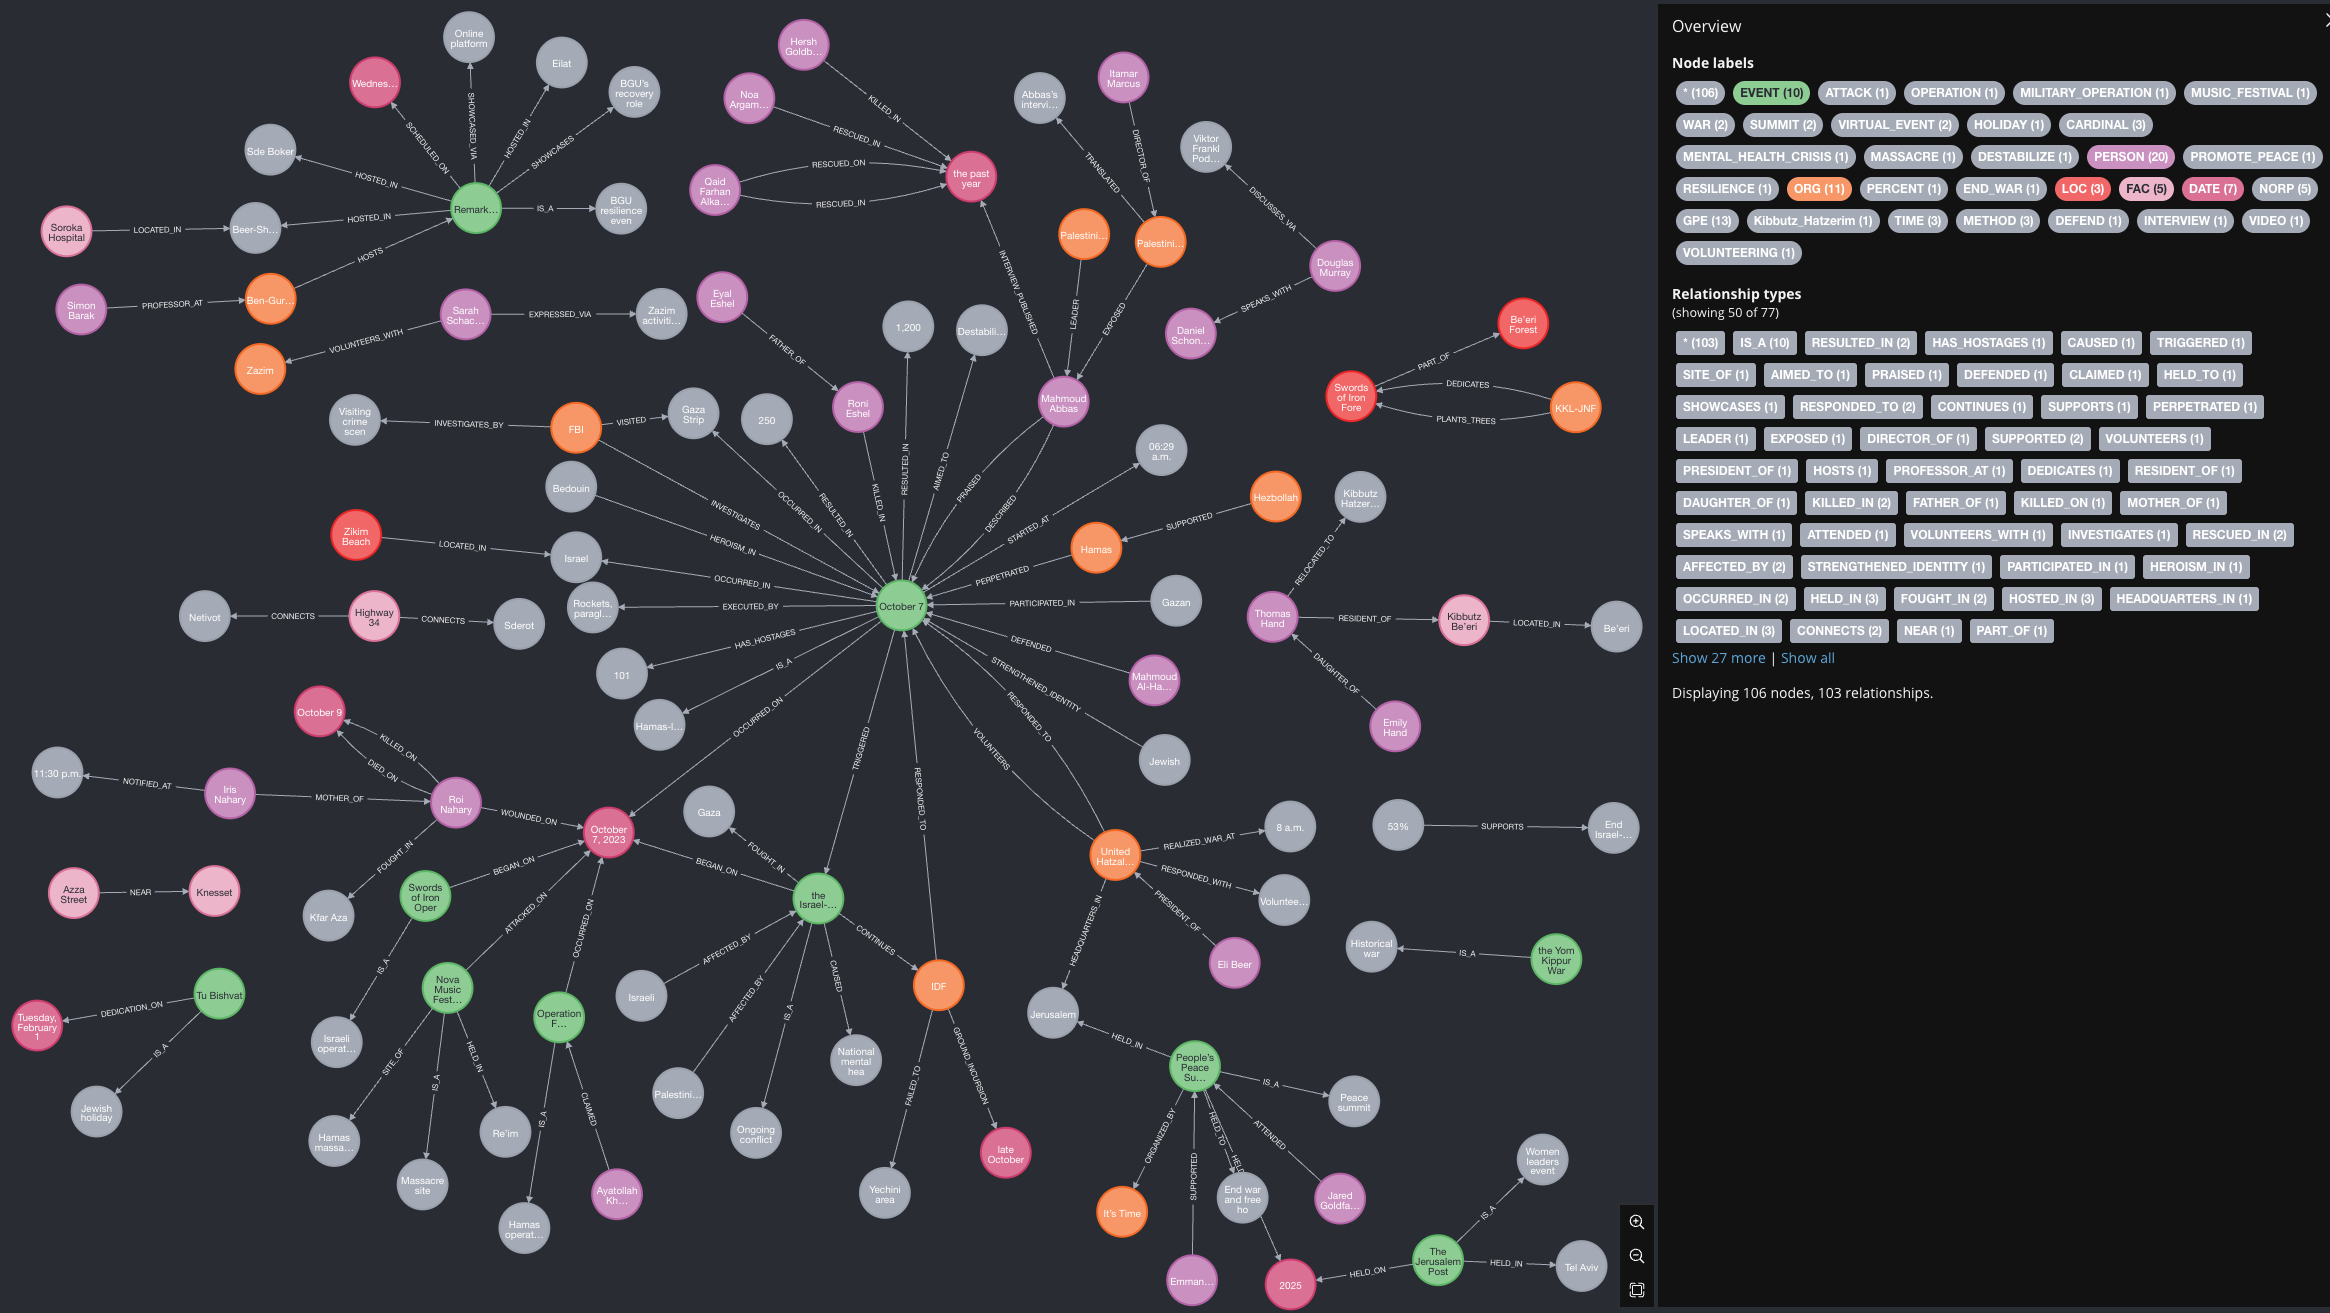 Online
platform
Wednes…
Eilat
BGU's
recovery
role
Sde Boker
SHOWCASED_VIA
SCHEDULED_ON
HOSTED_IN
SHOWCASES
HOSTED_IN
Remark…
IS_A
BGU
resilience
even
Soroka
Hospital
LOCATED_IN
Beer-Sh…
HOSTED_IN
HOSTS
Simon
Barak
PROFESSOR_AT
Ben-Gur…
Sarah
Schac…
EXPRESSED_VIA
Zazim
activiti…
VOLUNTEERS_WITH
Zazim
Hersh
Goldb…
Noa
Argam…
Qaid
Farhan
Alka…
KILLED_IN
RESCUED_IN
RESCUED_ON
RESCUED_IN
the past
year
Abbas's
intervi…
Itamar
Marcus
TRANSLATED
DIRECTOR_OF
Palestini…
Palestini…
INTERVIEW_PUBLISHED
LEADER
EXPOSED
Mahmoud
Abbas
Viktor
Frankl
Pod…
DISCUSSES_VIA
Douglas
Murray
SPEAKS_WITH
Daniel
Schon…
Be'eri
Forest
PART_OF
Swords
of Iron
Fore
DEDICATES
PLANTS_TREES
KKL-JNF
Eyal
Eshel
FATHER_OF
Roni
Eshel
1,200
Destabili…
Visiting
crime
scen
INVESTIGATES_BY
FBI
VISITED
Gaza
Strip
250
Bedouin
INVESTIGATES
OCCURRED_IN
RESULTED_IN
KILLED_IN
RESULTED_IN
AIMED_TO
PRAISED
DESCRIBED
06:29
a.m.
STARTED_AT
Hezbollah
SUPPORTED
Hamas
PERPETRATED
HEROISM_IN
Zikim
Beach
LOCATED_IN
Israel
OCCURRED_IN
Rockets,
paragl…
EXECUTED_BY
October 7
PARTICIPATED_IN
Gazan
Netivot
CONNECTS
Highway
34
CONNECTS
Sderot
101
HAS_HOSTAGES
IS_A
Hamas-I…
OCCURRED_ON
DEFENDED
Mahmoud
Al-Ha…
STRENGTHENED_IDENTITY
Jewish
RESPONDED_TO
VOLUNTEERS
TRIGGERED
RESPONDED_TO
Kibbutz
Hatzer…
RELOCATED_TO
Thomas
Hand
RESIDENT_OF
Kibbutz
Be'eri
LOCATED_IN
Be'eri
DAUGHTER_OF
Emily
Hand
October 9
KILLED_ON
DIED_ON
11:30 p.m.
NOTIFIED_AT
Iris
Nahary
MOTHER_OF
Roi
Nahary
WOUNDED_ON
October
7, 2023
FOUGHT_IN
Kfar Aza
Azza
Street
NEAR
Knesset
Swords
of Iron
Oper
BEGAN_ON
IS_A
Israeli
operat…
ATTACKED_ON
OCCURRED_ON
Gaza
FOUGHT_IN
BEGAN_ON
the
Israel-…
AFFECTED_BY
Israeli
AFFECTED_BY
Palestini…
IS_A
Ongoing
conflict
CAUSED
National
mental
hea
CONTINUES
IDF
FAILED_TO
Yechini
area
GROUND_INCURSION
late
October
Tu Bishvat
DEDICATION_ON
Tuesday,
February
1
IS_A
Jewish
holiday
Nova
Music
Fest…
SITE_OF
Hamas
massa…
IS_A
Massacre
site
HELD_IN
Re'im
Operation
F…
IS_A
Hamas
operat…
CLAIMED
Ayatollah
Kh…
United
Hatzal…
REALIZED_WAR_AT
8 a.m.
RESPONDED_WITH
Voluntee…
PRESIDENT_OF
Eli Beer
HEADQUARTERS_IN
Jerusalem
53%
SUPPORTS
End
Israel-…
Historical
war
IS_A
the Yom
Kippur
War
HELD_IN
People's
Peace
Su…
IS_A
Peace
summit
ORGANIZED_BY
It's Time
SUPPORTED
Emman…
HELD_TO
HELD
End war
and free
ho
ATTENDED
Jared
Goldfa…
2025
HELD_ON
The
Jerusalem
Post
IS_A
Women
leaders
event
HELD_IN
Tel Aviv
Overview
Node labels
* (106) EVENT (10) ATTACK (1) OPERATION (1) MILITARY_OPERATION (1) MUSIC_FESTIVAL (1)
WAR (2) SUMMIT (2) VIRTUAL_EVENT (2) HOLIDAY (1) CARDINAL (3)
MENTAL_HEALTH_CRISIS (1) MASSACRE (1) DESTABILIZE (1) PERSON (20) PROMOTE_PEACE (1)
RESILIENCE (1) ORG (11) PERCENT (1) END_WAR (1) LOC (3) FAC (5) DATE (7) NORP (5)
GPE (13) Kibbutz_Hatzerim (1) TIME (3) METHOD (3) DEFEND (1) INTERVIEW (1) VIDEO (1)
VOLUNTEERING (1)
Relationship types
(showing 50 of 77)
* (103) IS_A (10) RESULTED_IN (2) HAS_HOSTAGES (1) CAUSED (1) TRIGGERED (1)
SITE_OF (1) AIMED_TO (1) PRAISED (1) DEFENDED (1) CLAIMED (1) HELD_TO (1)
SHOWCASES (1) RESPONDED_TO (2) CONTINUES (1) SUPPORTS (1) PERPETRATED (1)
LEADER (1) EXPOSED (1) DIRECTOR_OF (1) SUPPORTED (2) VOLUNTEERS (1)
PRESIDENT_OF (1) HOSTS (1) PROFESSOR_AT (1) DEDICATES (1) RESIDENT_OF (1)
DAUGHTER_OF (1) KILLED_IN (2) FATHER_OF (1) KILLED_ON (1) MOTHER_OF (1)
SPEAKS_WITH (1) ATTENDED (1) VOLUNTEERS_WITH (1) INVESTIGATES (1) RESCUED_IN (2)
AFFECTED_BY (2) STRENGTHENED_IDENTITY (1) PARTICIPATED_IN (1) HEROISM_IN (1)
OCCURRED_IN (2) HELD_IN (3) FOUGHT_IN (2) HOSTED_IN (3) HEADQUARTERS_IN (1)
LOCATED_IN (3) CONNECTS (2) NEAR (1) PART_OF (1)
Show 27 more | Show all
Displaying 106 nodes, 103 relationships.